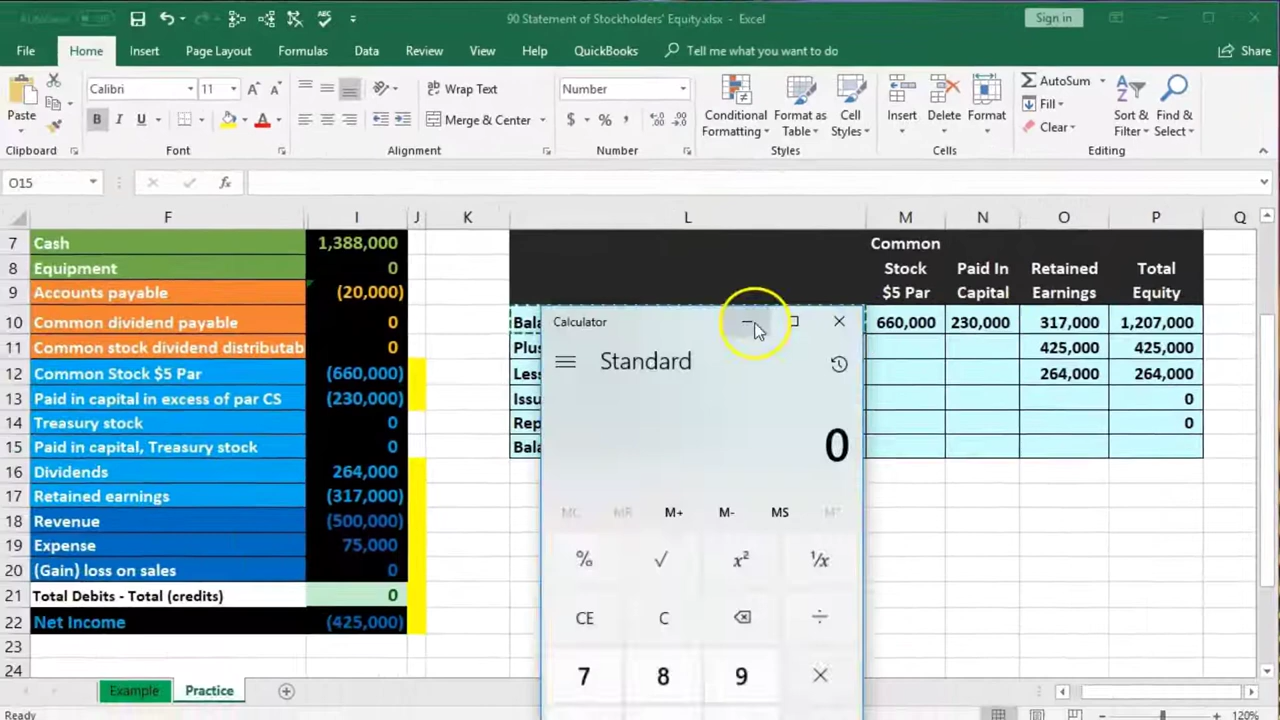 AutoSave Off
90 Statement of Stockholders' Equity.xlsx - Excel
Sign in
File Home Insert Page Layout Formulas Data Review View Help QuickBooks Tell me what you want to do Share
Calibri 11 Wrap Text Number AutoSum
Paste B I U Merge & Center $ % Conditional Formatting Format as Table Cell Styles Insert Delete Format Fill Clear Sort & Filter Find & Select
Clipboard Font Alignment Number Styles Cells Editing
O15 fx
F I J K L M N O P Q
7 Cash 1,388,000 Common
8 Equipment 0 Stock Paid In Retained Total
9 Accounts payable (20,000) $5 Par Capital Earnings Equity
10 Common dividend payable 0 Bala 660,000 230,000 317,000 1,207,000
11 Common stock dividend distributab 0 Plus 425,000 425,000
12 Common Stock $5 Par (660,000) Less 264,000 264,000
13 Paid in capital in excess of par CS (230,000) Issu 0
14 Treasury stock 0 Rep 0
15 Paid in capital, Treasury stock 0 Bala
16 Dividends 264,000
17 Retained earnings (317,000)
18 Revenue (500,000)
19 Expense 75,000
20 (Gain) loss on sales 0
21 Total Debits - Total (credits) 0
22 Net Income (425,000)
23
24
Calculator
Standard
0
MC MR M+ M- MS
% √ x² ¹/x
CE C ÷
7 8 9 ×
Example Practice
Ready 120%